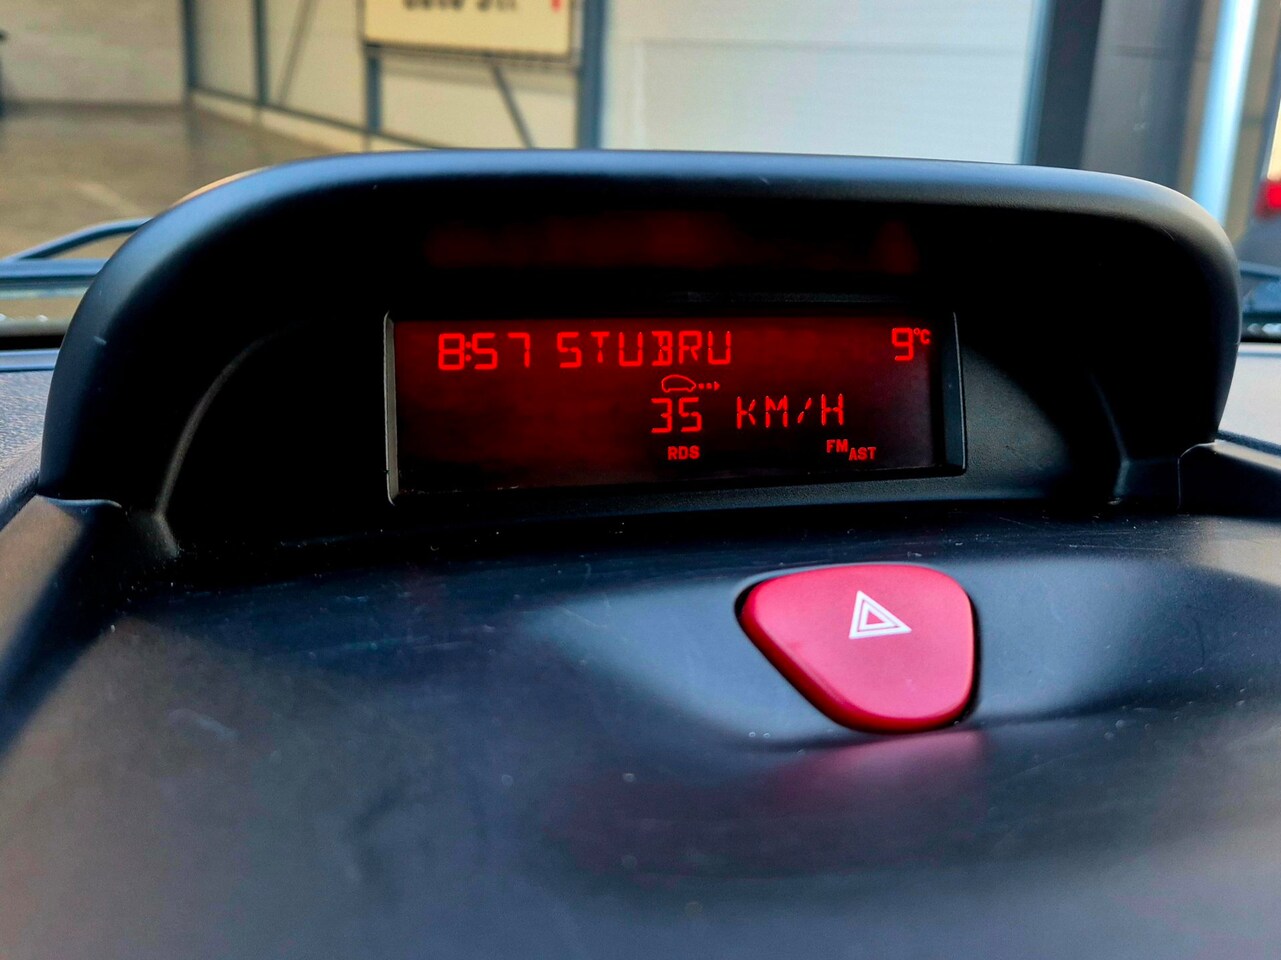 8:57 STUBRU 9°C
35 KM/H
RDS FM AST